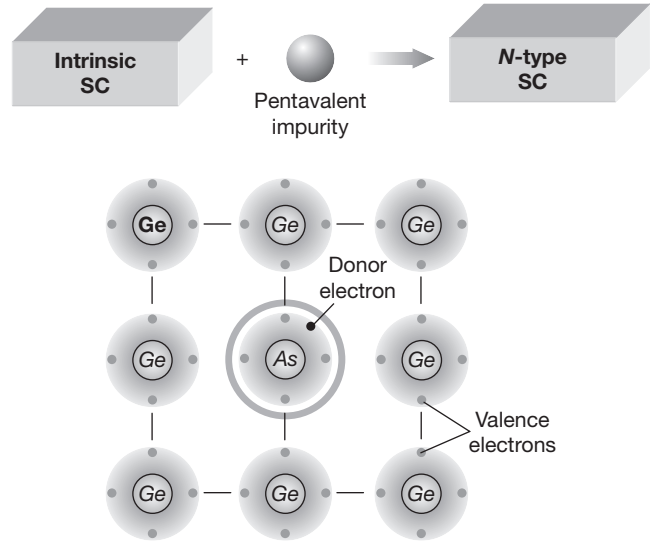 Intrinsic
SC
+
N-type
SC
Pentavalent
impurity
Ge
Ge
Ge
Donor
electron
Ge
As
Ge
Valence
electrons
Ge
Ge
Ge